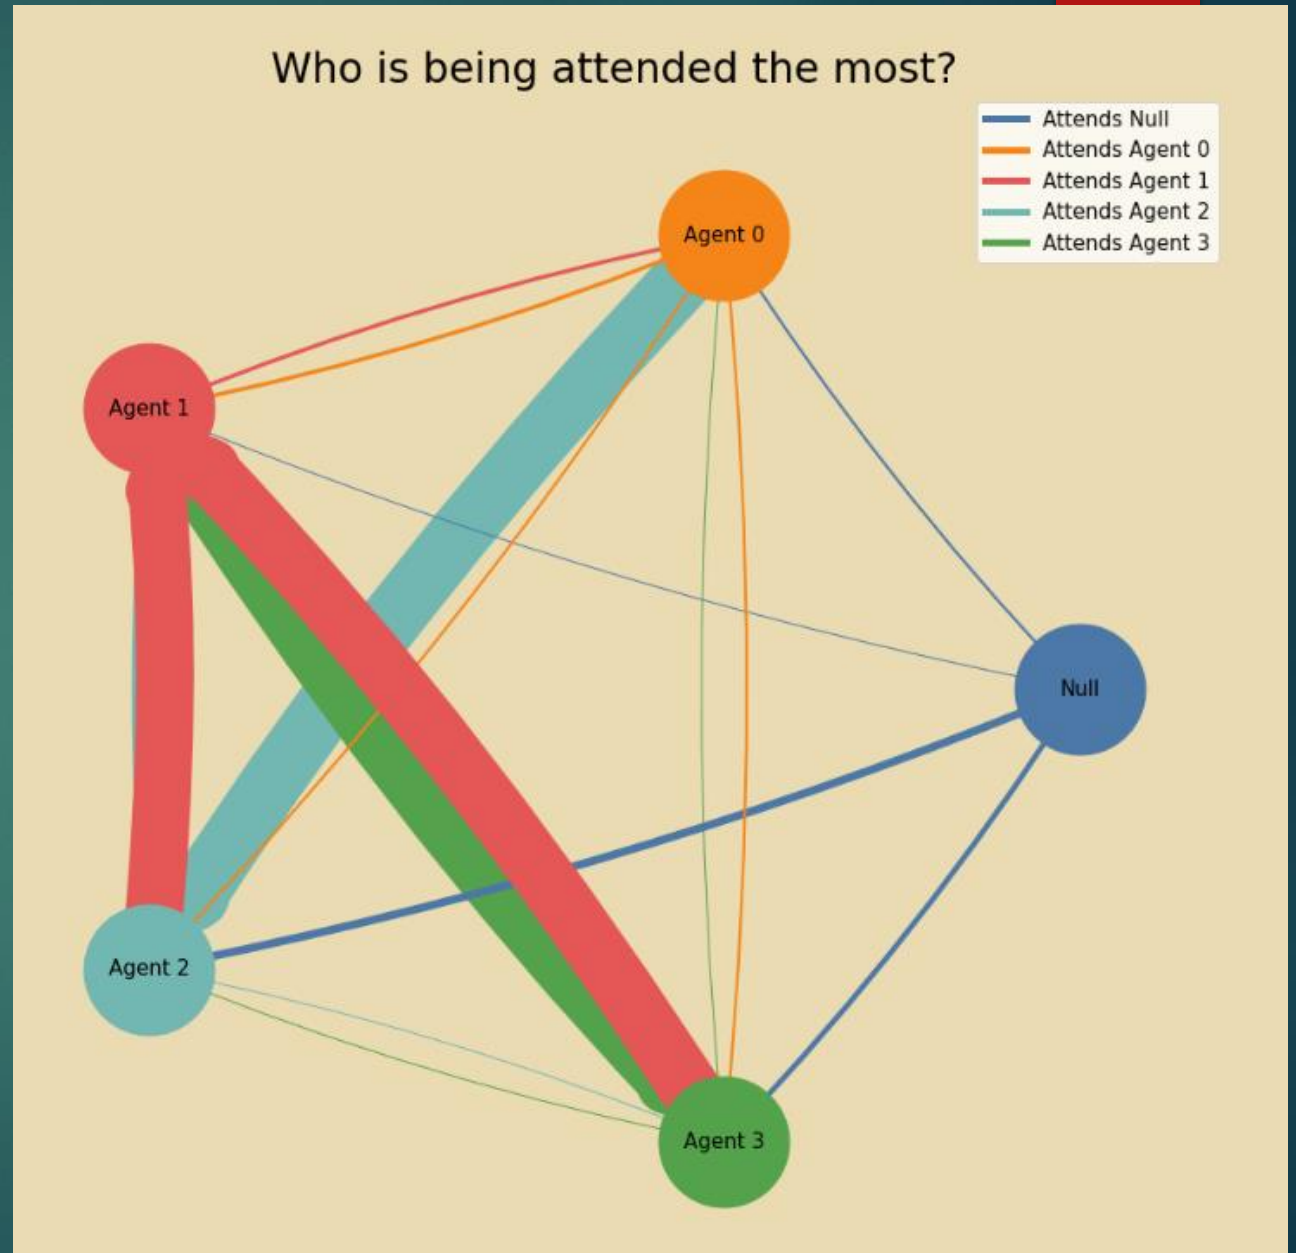 Who is being attended the most?
Attends Null
Attends Agent 0
Attends Agent 1
Attends Agent 2
Attends Agent 3
Agent 0
Agent 1
Null
Agent 2
Agent 3